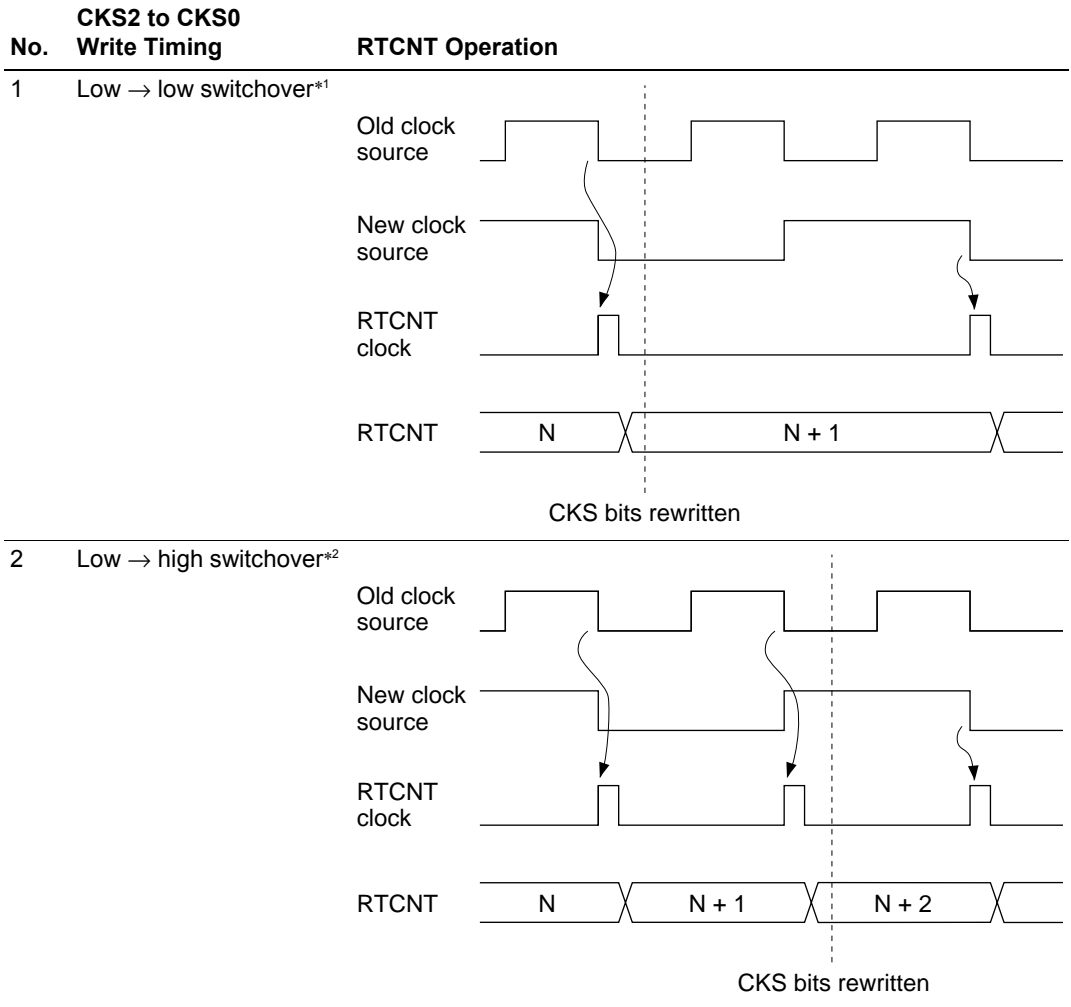 CKS2 to CKS0
No. Write Timing RTCNT Operation
1 Low → low switchover*1
Old clock
source
New clock
source
RTCNT
clock
RTCNT N N + 1
CKS bits rewritten
2 Low → high switchover*2
Old clock
source
New clock
source
RTCNT
clock
RTCNT N N + 1 N + 2
CKS bits rewritten